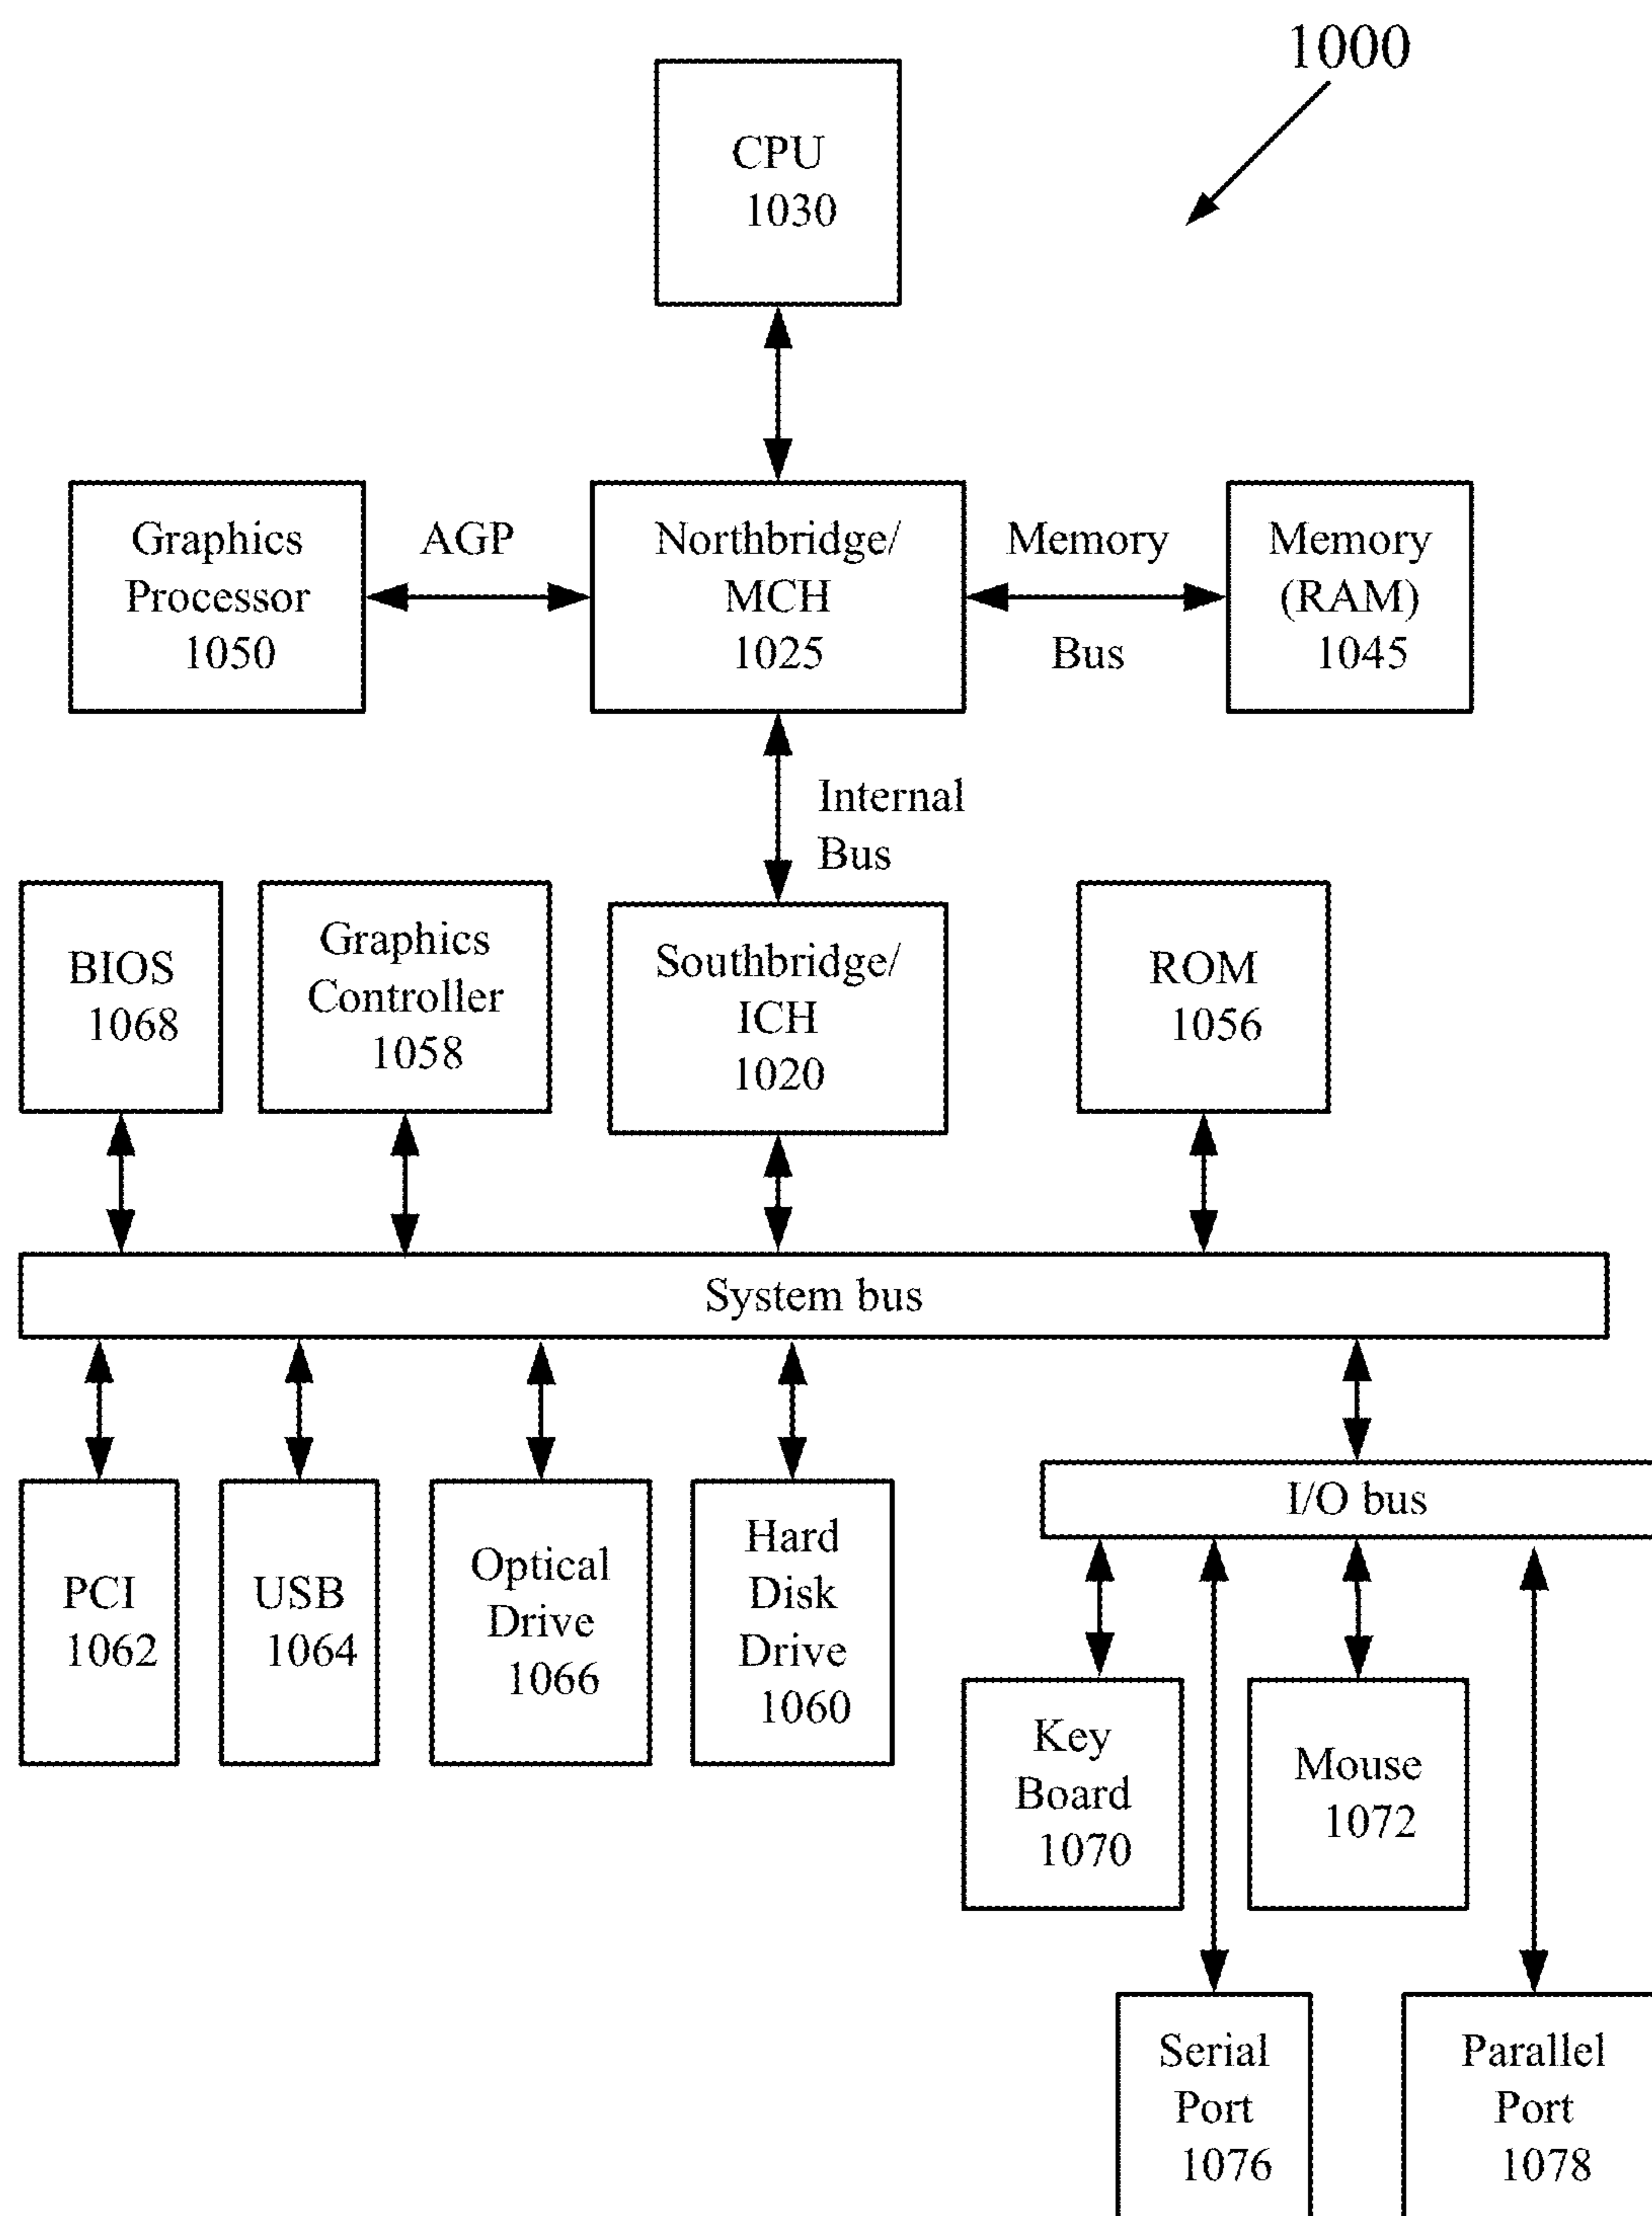 1000
CPU
1030
Graphics
Processor
1050
AGP
Northbridge/
MCH
1025
Memory
Bus
Memory
(RAM)
1045
Internal
Bus
BIOS
1068
Graphics
Controller
1058
Southbridge/
ICH
1020
ROM
1056
System bus
PCI
1062
USB
1064
Optical
Drive
1066
Hard
Disk
Drive
1060
I/O bus
Key
Board
1070
Mouse
1072
Serial
Port
1076
Parallel
Port
1078